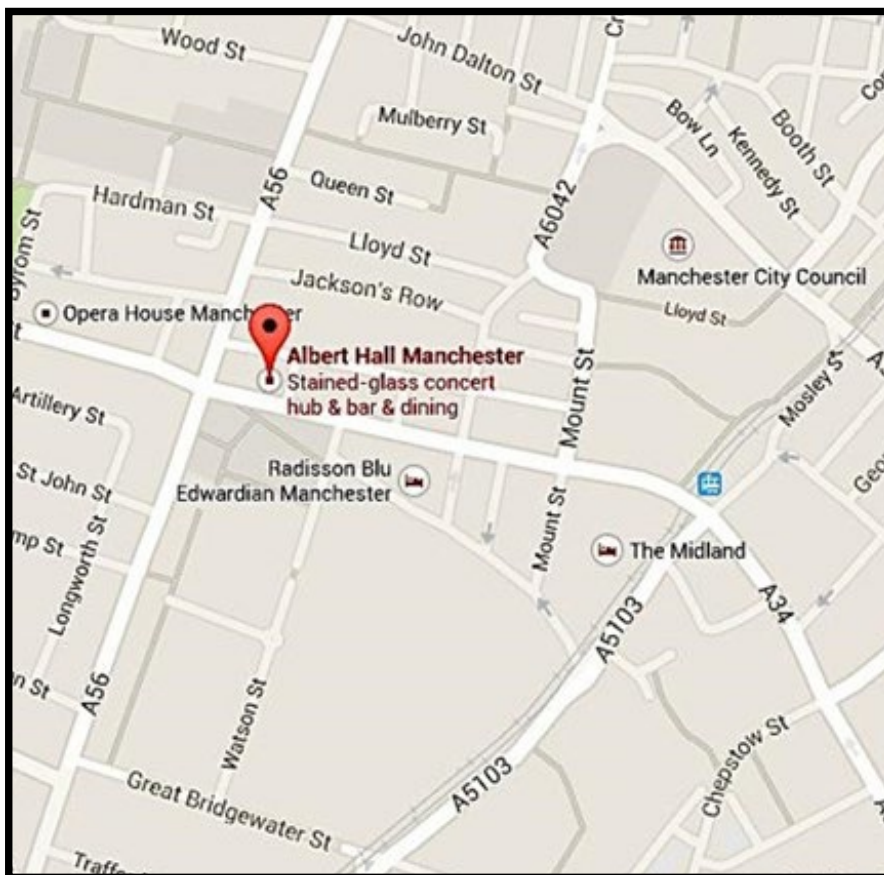 Wood St
John Dalton St
Mulberry St
Bow Ln
Kennedy St
Booth St
A56
Queen St
Hardman St
A6042
Lloyd St
Jackson's Row
Manchester City Council
Lloyd St
Opera House Manchester
Albert Hall Manchester
Stained-glass concert
hub & bar & dining
Mount St
Mosley St
Artillery St
Radisson Blu
Edwardian Manchester
St John St
Mount St
The Midland
Longworth St
A34
A5103
A56
Watson St
Chepstow St
A5103
Great Bridgewater St